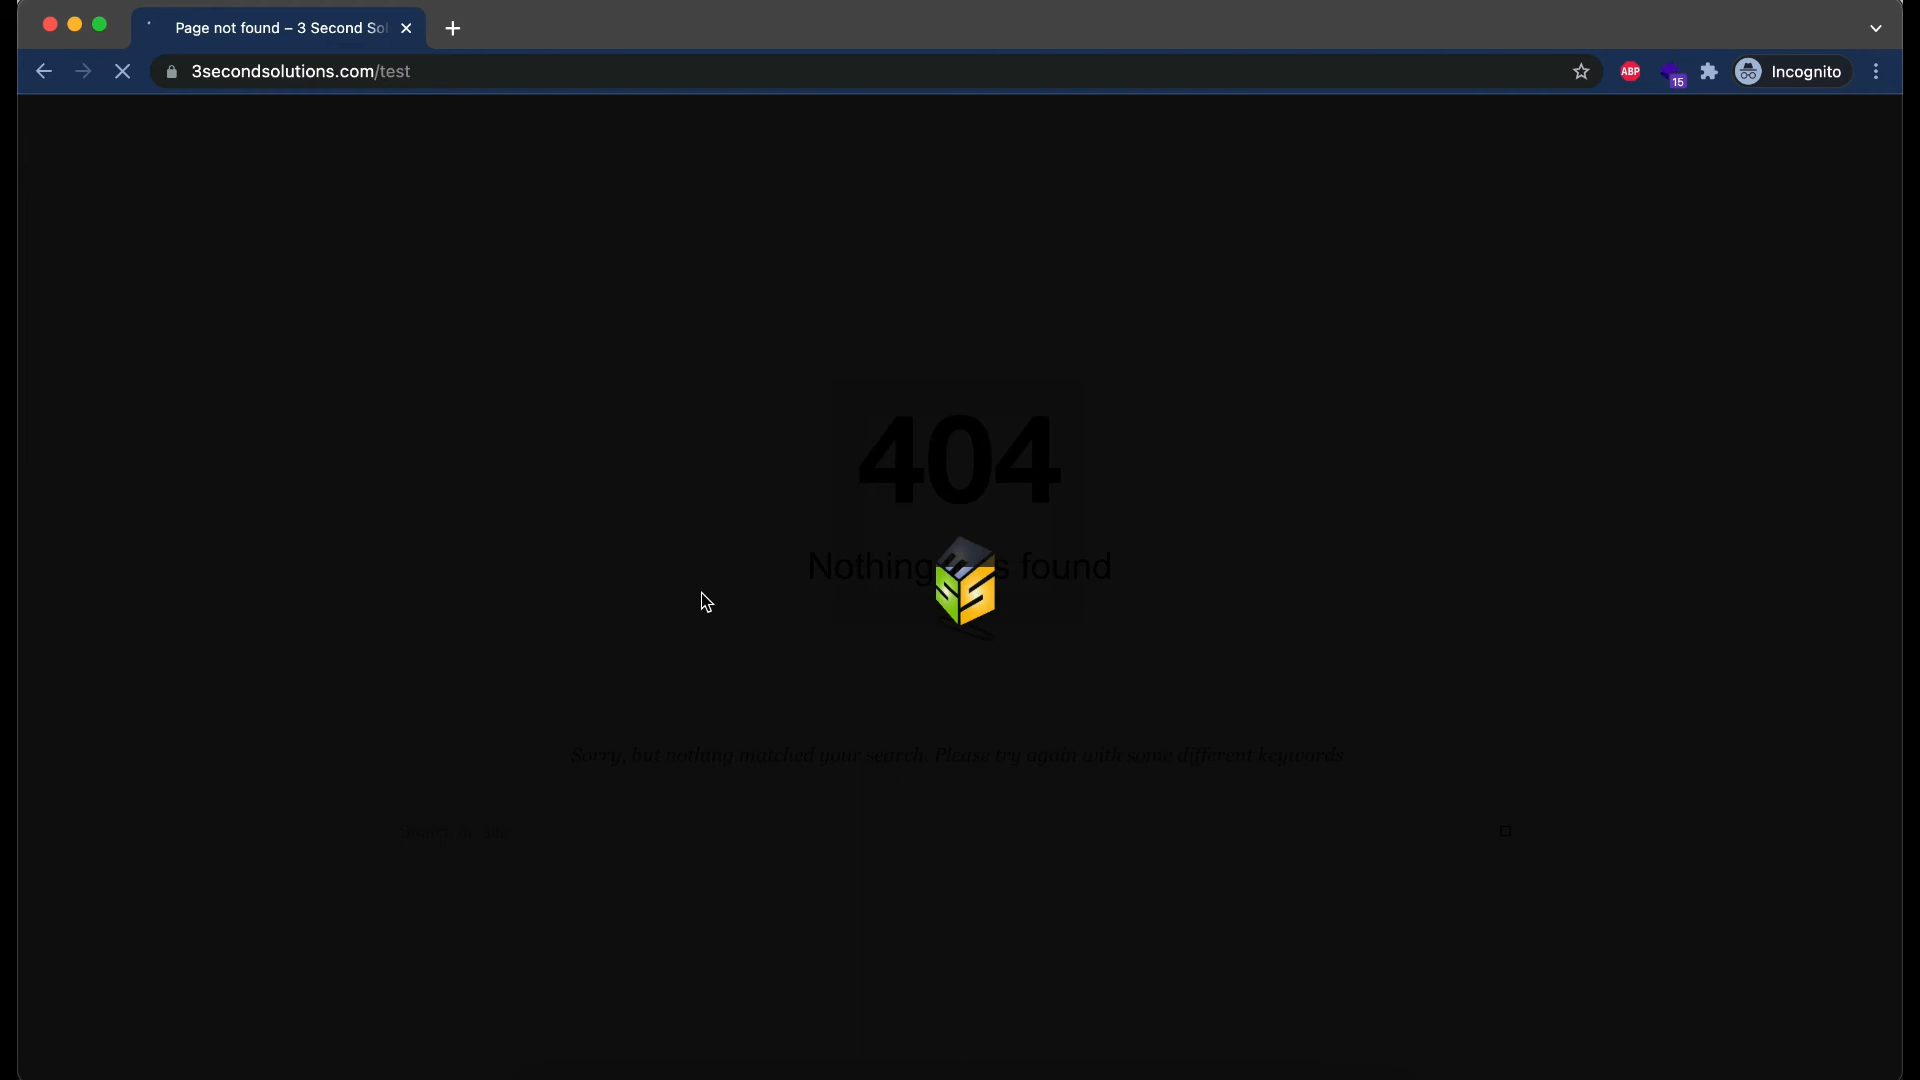 Page not found – 3 Second Sol
3secondsolutions.com/test
ABP
15
Incognito
404
Nothing s found
Sorry, but nothing matched your search. Please try again with some different keywords